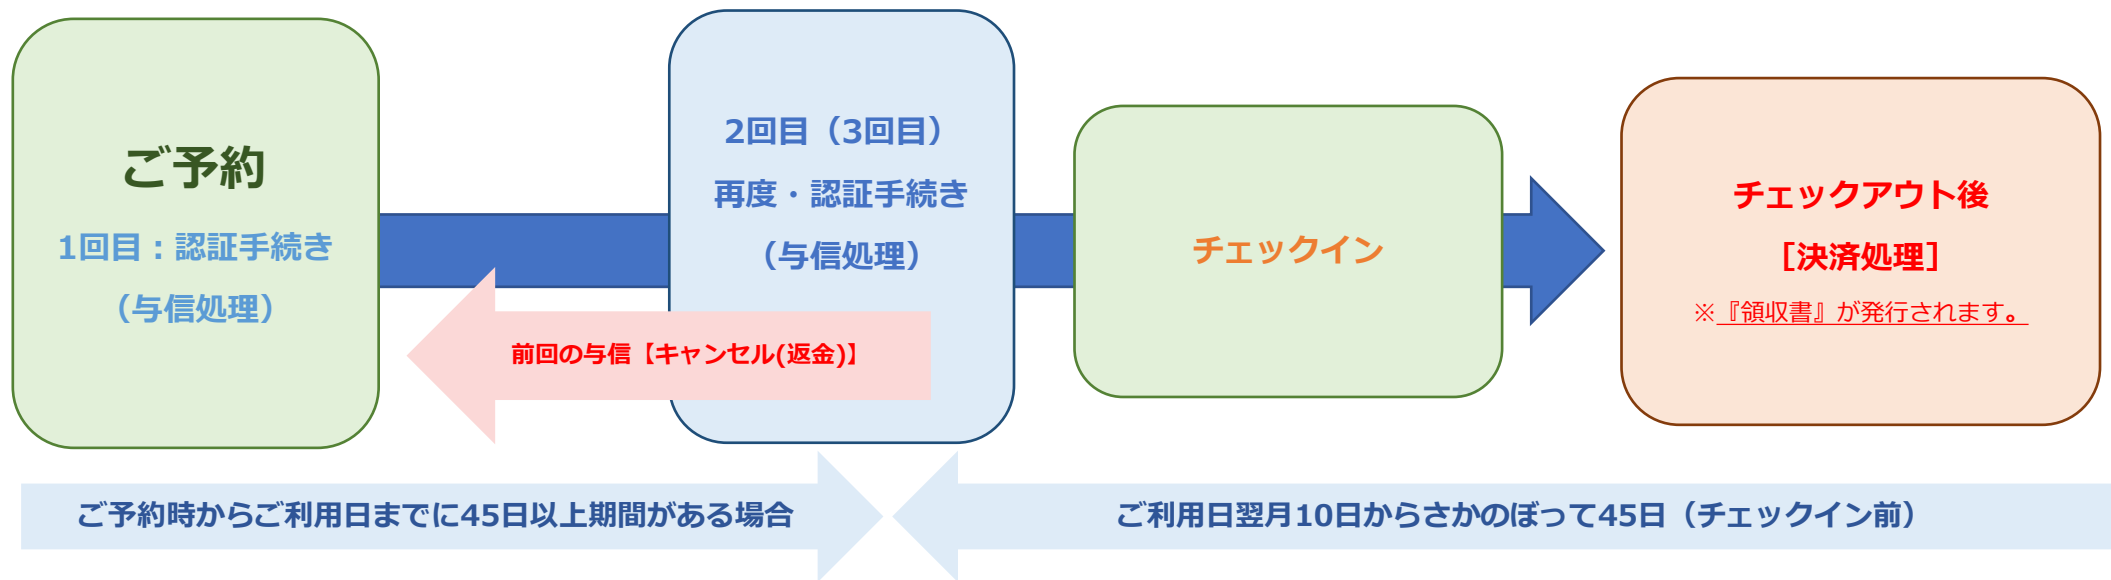 ご予約
1回目：認証手続き
（与信処理）
2回目（3回目）
再度・認証手続き
（与信処理）
前回の与信【キャンセル(返金)】
チェックイン
チェックアウト後
［決済処理］
※『領収書』が発行されます。
ご予約時からご利用日までに45日以上期間がある場合
ご利用日翌月10日からさかのぼって45日（チェックイン前）